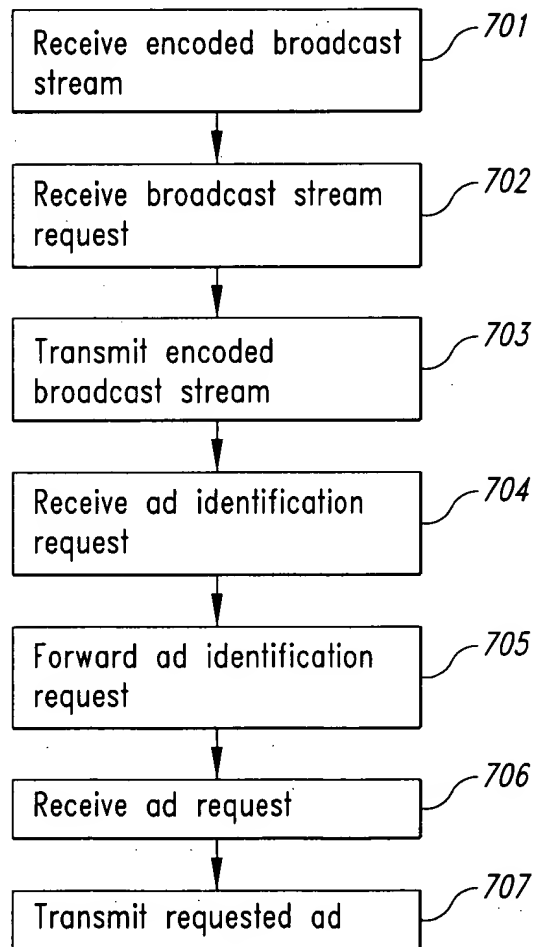 Receive encoded broadcast
stream
701
Receive broadcast stream
request
702
Transmit encoded
broadcast stream
703
Receive ad identification
request
704
Forward ad identification
request
705
Receive ad request
706
Transmit requested ad
707